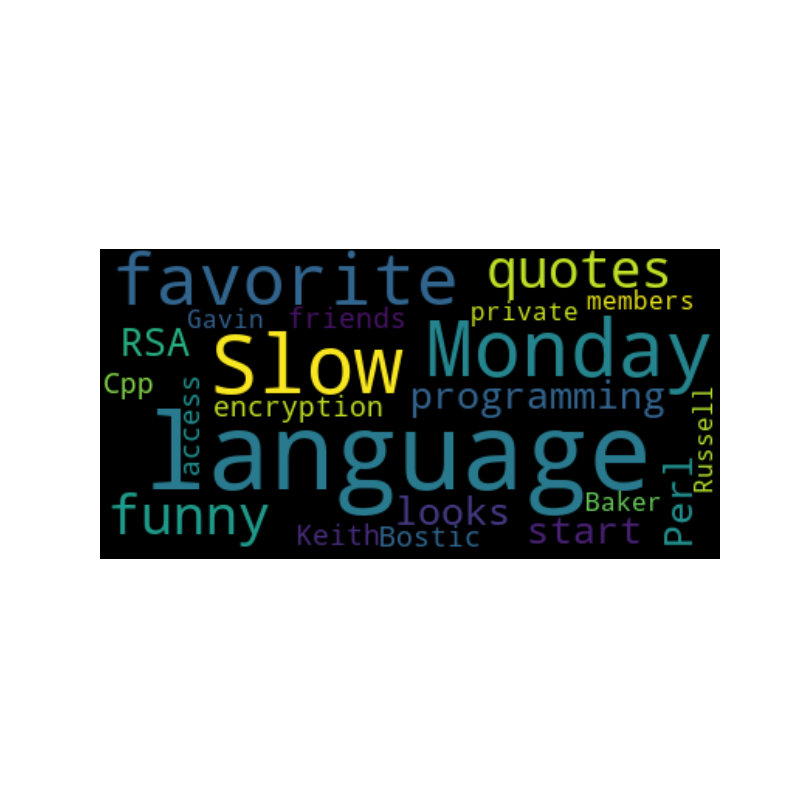 favorite quotes
Gavin friends private members
RSA Slow Monday
Cpp access encryption programming
language Russell
funny looks Baker Perl
Keith Bostic start